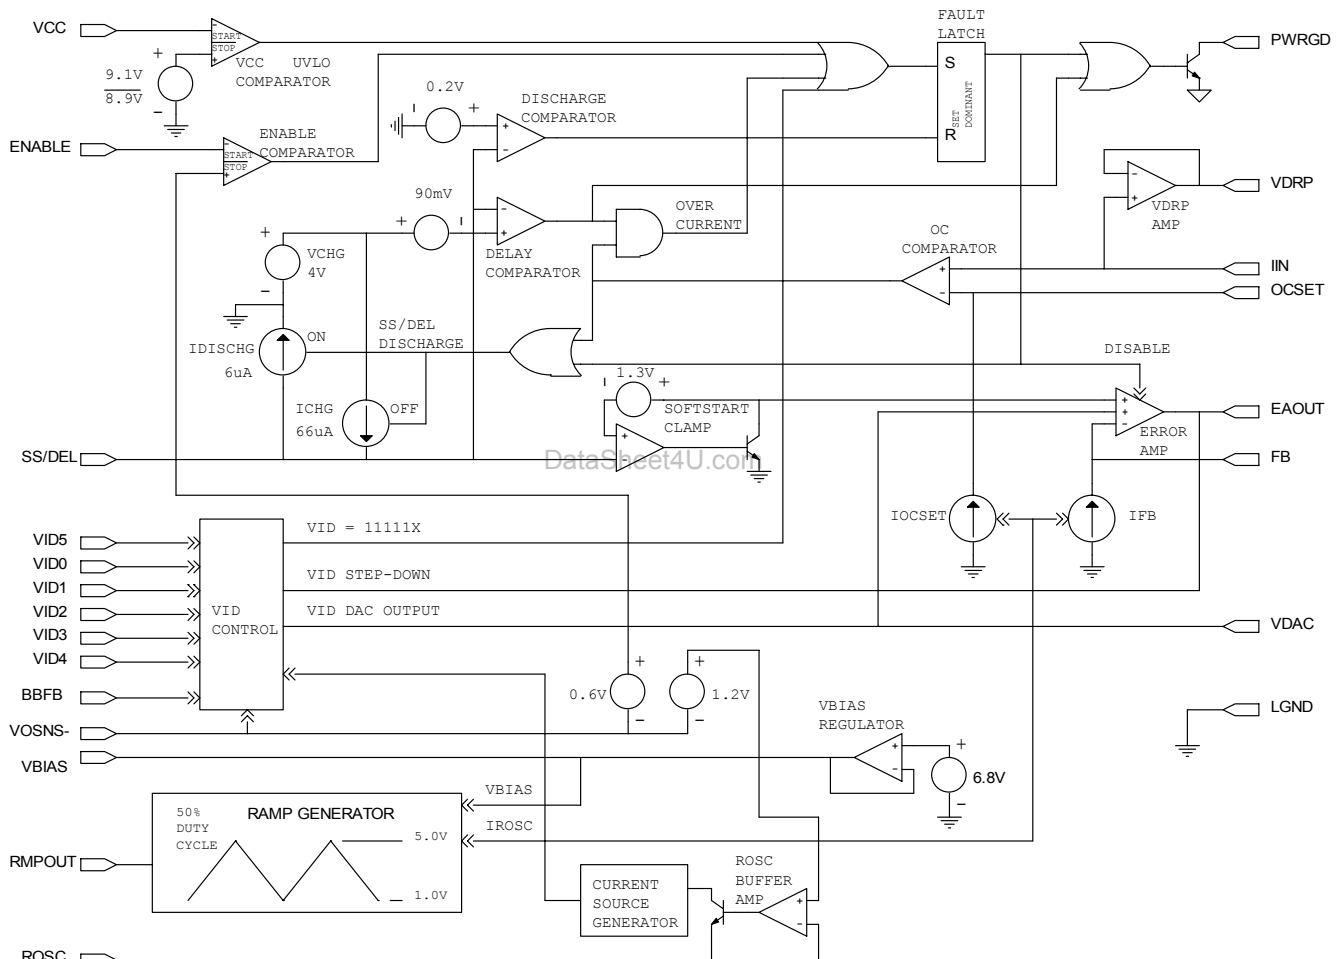 FAULT
LATCH
VCC
START
STOP
VCC UVLO
COMPARATOR
9.1V
8.9V
S
R
SET
DOMINANT
PWRGD
0.2V
DISCHARGE
COMPARATOR
ENABLE
START
STOP
ENABLE
COMPARATOR
90mV
OVER
CURRENT
DELAY
COMPARATOR
VCHG
4V
OC
COMPARATOR
VDRP
AMP
VDRP
IIN
OCSET
IDISCHG
6uA
ON
SS/DEL
DISCHARGE
DISABLE
ICHG
66uA
OFF
1.3V
SOFTSTART
CLAMP
ERROR
AMP
EAOUT
FB
SS/DEL
DataSheet4U.com
IOCSET
IFB
VID5
VID0
VID1
VID2
VID3
VID4
BBFB
VOSNS-
VBIAS
VID
CONTROL
VID = 11111X
VID STEP-DOWN
VID DAC OUTPUT
VDAC
0.6V
1.2V
LGND
VBIAS
REGULATOR
6.8V
VBIAS
IROSC
50%
DUTY
CYCLE
RAMP GENERATOR
5.0V
1.0V
RMPOUT
CURRENT
SOURCE
GENERATOR
ROSC
BUFFER
AMP
ROSC